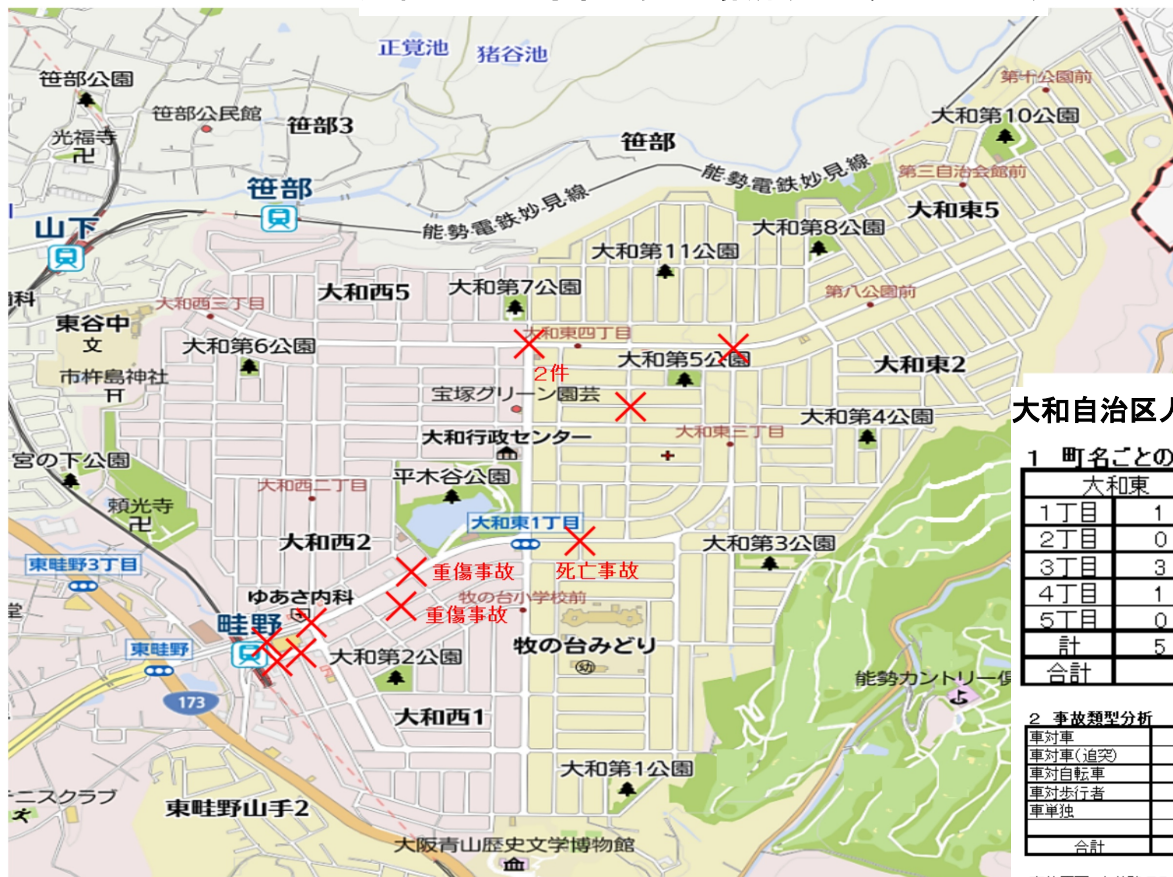 正覚池
猪谷池
笹部公園
笹部公民館
笹部3
光福寺
笹部
第十公園前
大和第10公園
能勢電鉄妙見線
第三自治会館前
笹部
能勢電鉄妙見線
大和東5
山下
大和第8公園
大和第11公園
大和西5
大和第7公園
第八公園前
大和西三丁目
科
東谷中
文
大和東四丁目
大和第6公園
大和第5公園
大和東2
2件
市杵島神社
宝塚グリーン園芸
大和第4公園
大和行政センター
大和東三丁目
宮の下公園
平木谷公園
大和西二丁目
頼光寺
大和東1丁目
大和西2
大和第3公園
東畦野3丁目
重傷事故
死亡事故
ゆあさ内科
牧の台小学校前
堂
重傷事故
畦野
牧の台みどり
東畦野
大和第2公園
幼
能勢カントリー倶
173
大和西1
大和第1公園
ニスクラブ
東畦野山手2
大阪青山歴史文学博物館
大和自治区人
1 町名ごとの
大和東
1丁目 1
2丁目 0
3丁目 3
4丁目 1
5丁目 0
計 5
合計
2 事故類型分析
車対車
車対車(追突)
車対自転車
車対歩行者
車単独
合計